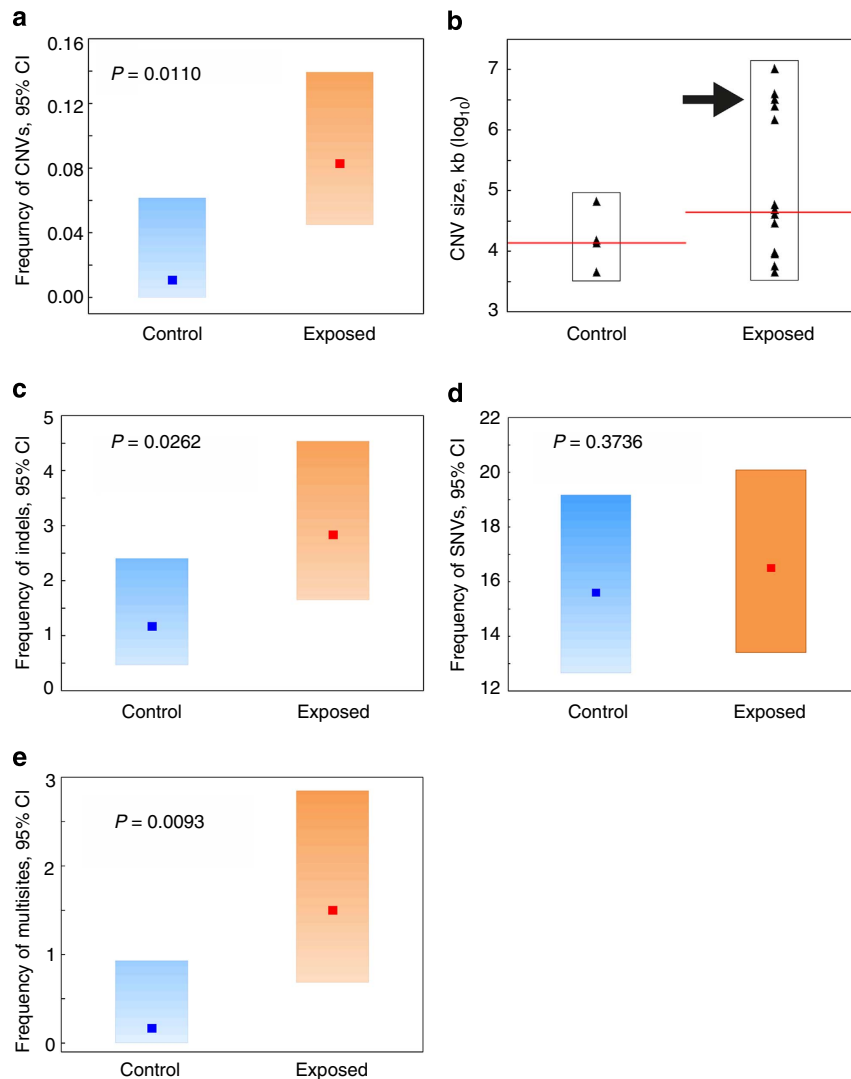 a
Frequrncy of CNVs, 95% CI
0.16
0.12
0.08
0.04
0.00
P = 0.0110
Control
Exposed
b
CNV size, kb (log10)
7
6
5
4
3
Control
Exposed
c
Frequency of indels, 95% CI
5
4
3
2
1
0
P = 0.0262
Control
Exposed
d
Frequency of SNVs, 95% CI
22
20
18
16
14
12
P = 0.3736
Control
Exposed
e
Frequency of multisites, 95% CI
3
2
1
0
P = 0.0093
Control
Exposed